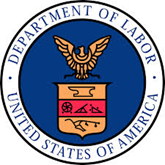 DEPARTMENT OF LABOR
UNITED STATES OF AMERICA